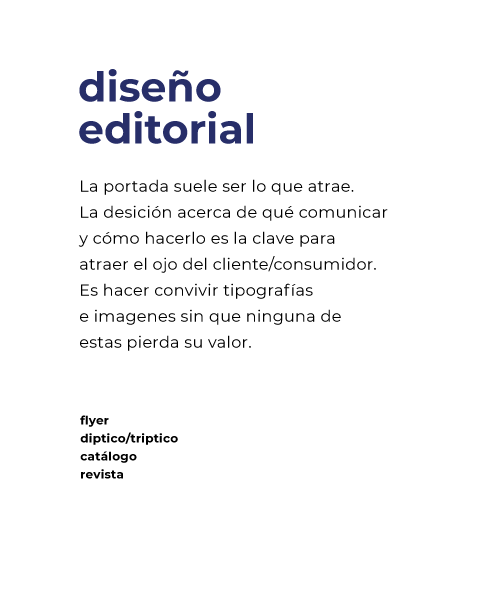 diseño
editorial
La portada suele ser lo que atrae.
La desición acerca de qué comunicar
y cómo hacerlo es la clave para
atraer el ojo del cliente/consumidor.
Es hacer convivir tipografías
e imagenes sin que ninguna de
estas pierda su valor.
flyer
diptico/triptico
catálogo
revista